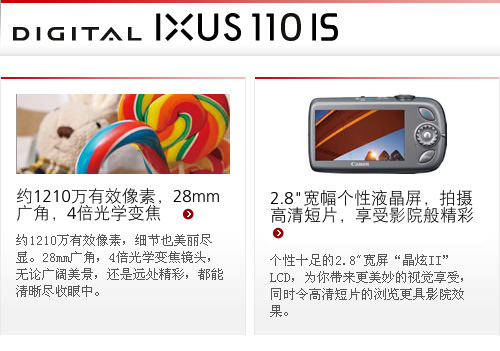 DIGITAL IXUS 110 IS
约1210万有效像素，28mm
广角，4倍光学变焦
约1210万有效像素，细节也美丽尽
显。28mm广角，4倍光学变焦镜头，
无论广阔美景，还是远处精彩，都能
清晰尽收眼中。
Canon
2.8"宽幅个性液晶屏，拍摄
高清短片，享受影院般精彩
个性十足的2.8″宽屏“晶炫II”
LCD，为你带来更美妙的视觉享受，
同时令高清短片的浏览更具影院效
果。